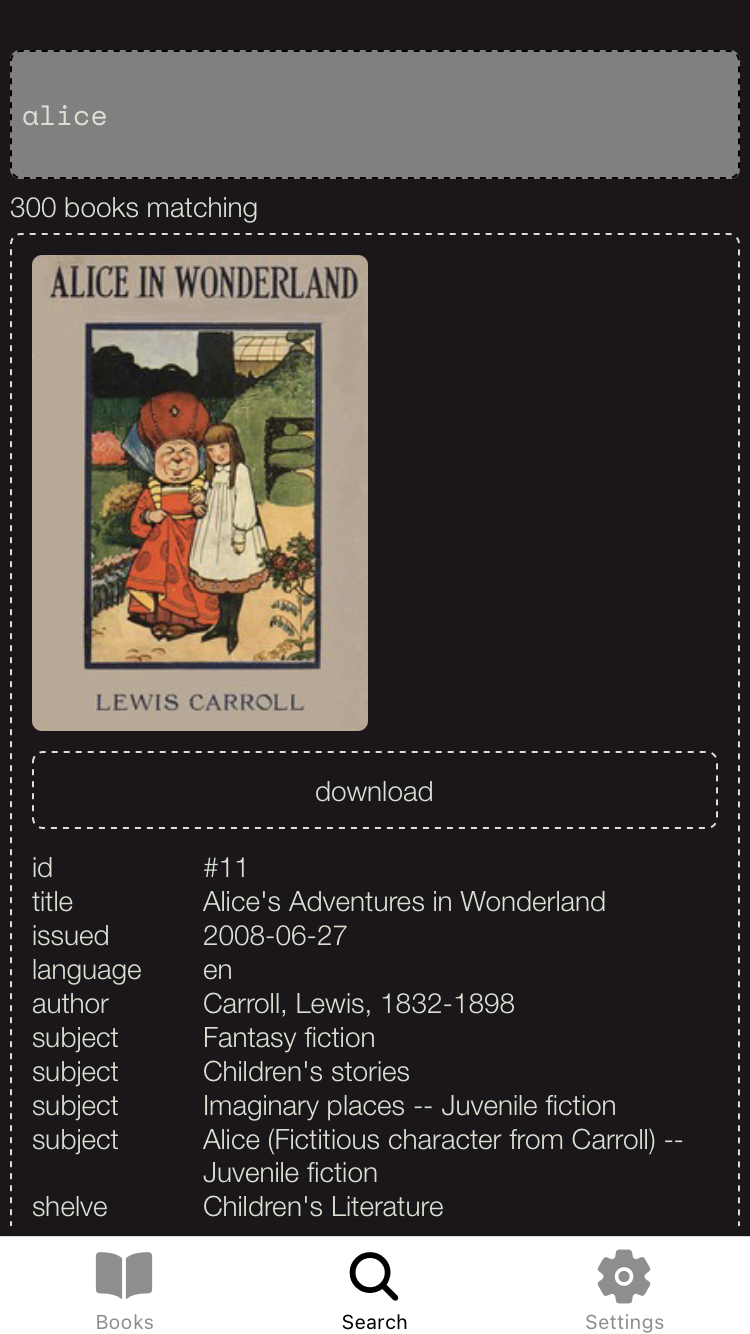 alice
300 books matching
ALICE IN WONDERLAND
LEWIS CARROLL
download
id #11
title Alice's Adventures in Wonderland
issued 2008-06-27
language en
author Carroll, Lewis, 1832-1898
subject Fantasy fiction
subject Children's stories
subject Imaginary places -- Juvenile fiction
subject Alice (Fictitious character from Carroll) --
Juvenile fiction
shelve Children's Literature
Books Search Settings